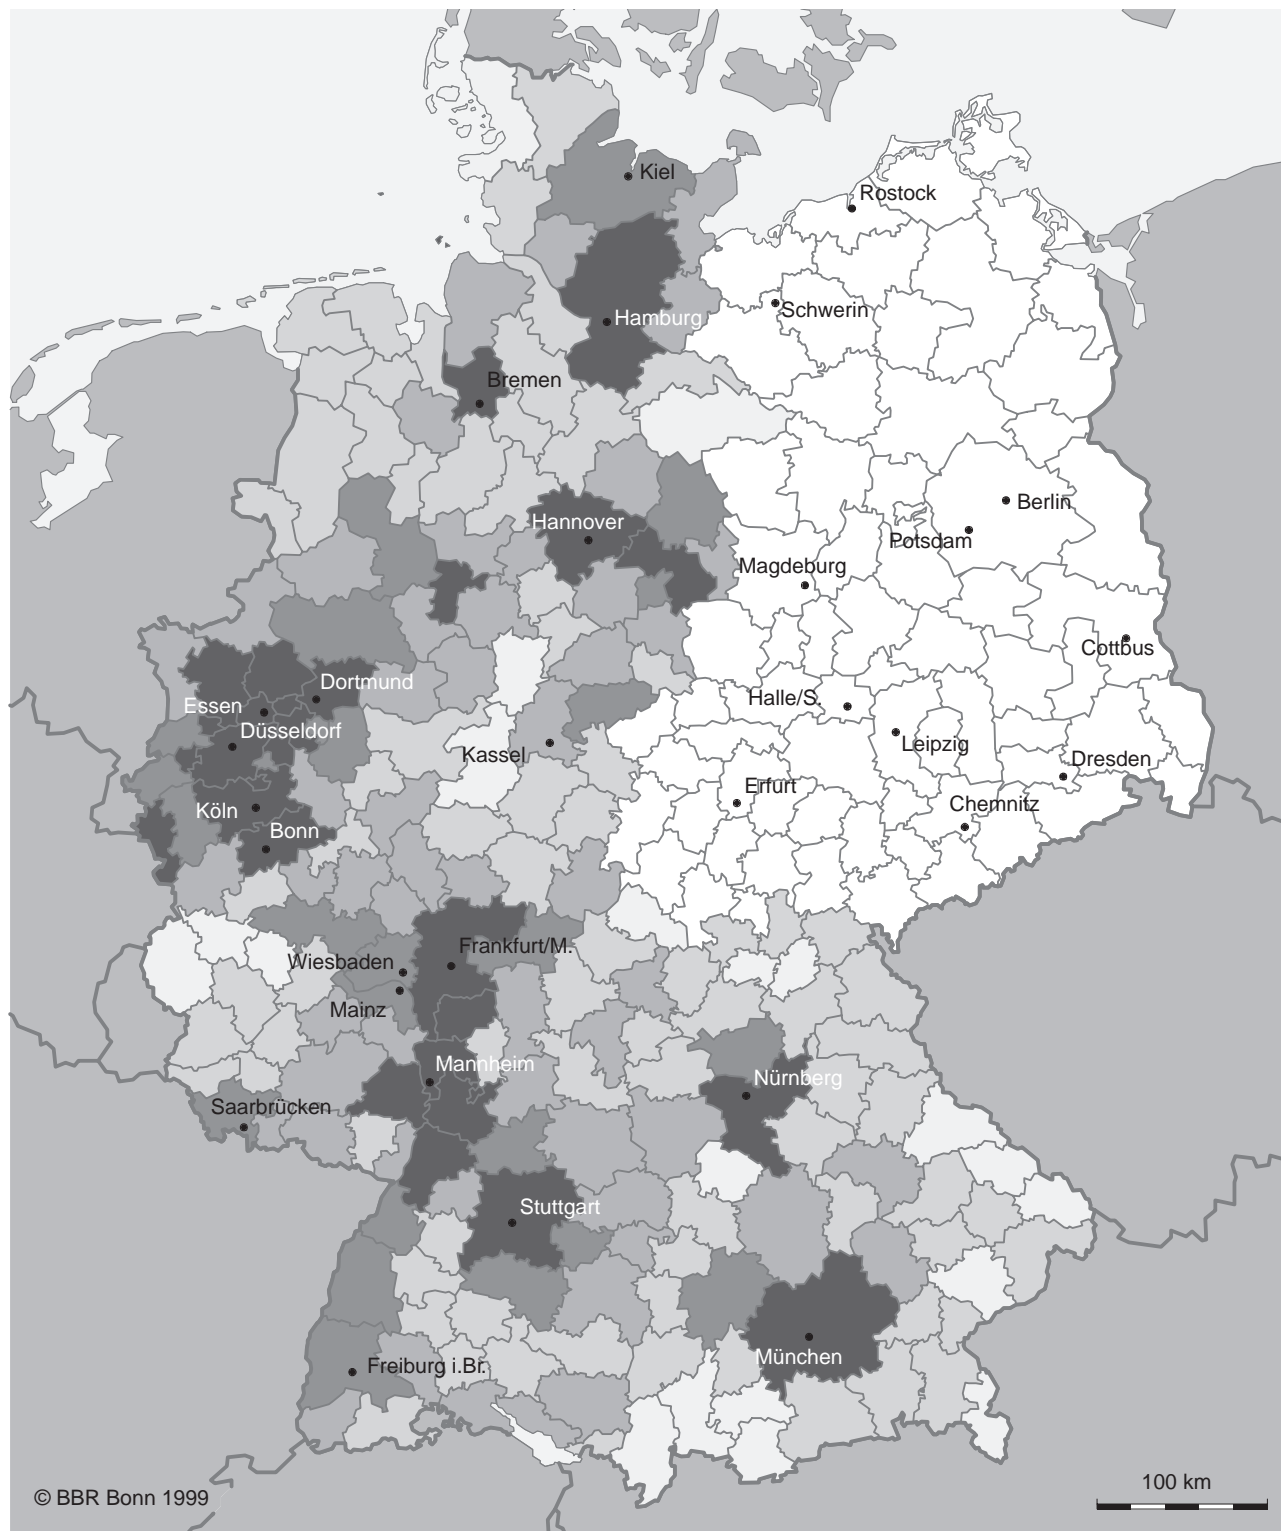 Kiel
Rostock
Schwerin
Hamburg
Bremen
Berlin
Hannover
Potsdam
Magdeburg
Cottbus
Dortmund
Halle/S.
Essen
Düsseldorf
Leipzig
Kassel
Dresden
Erfurt
Köln
Chemnitz
Bonn
Frankfurt/M.
Wiesbaden
Mainz
Mannheim
Nürnberg
Saarbrücken
Stuttgart
München
Freiburg i.Br.
100 km
© BBR Bonn 1999